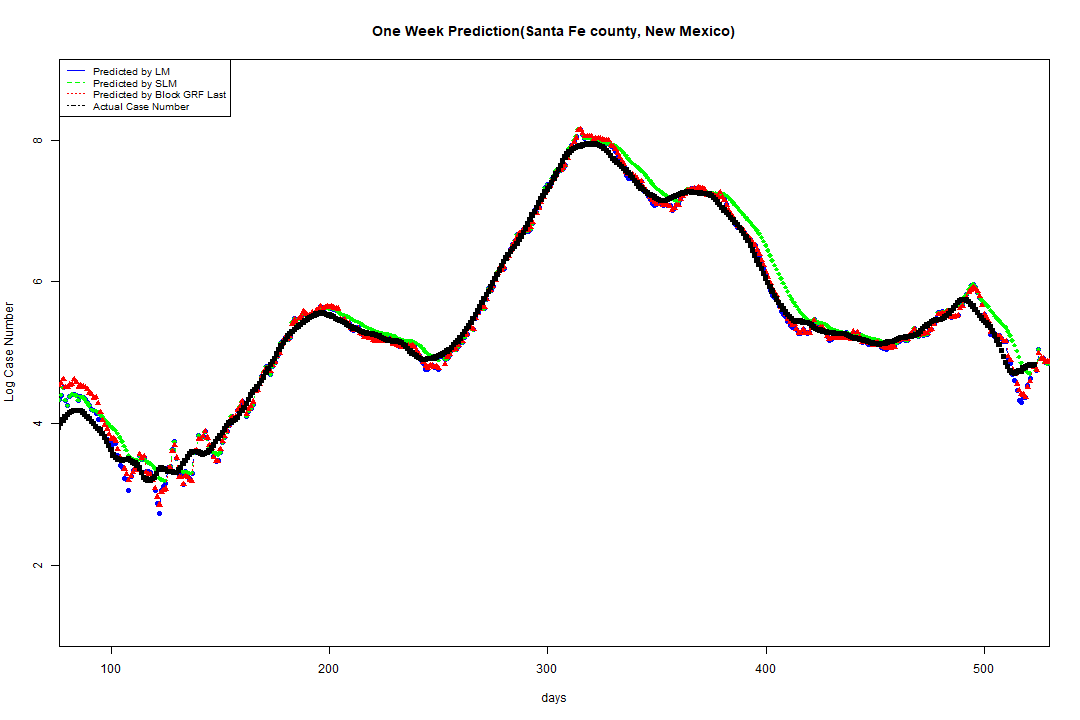 One Week Prediction(Santa Fe county, New Mexico)
Predicted by LM
Predicted by SLM
Predicted by Block GRF Last
Actual Case Number
8
6
4
2
Log Case Number
100 200 300 400 500
days